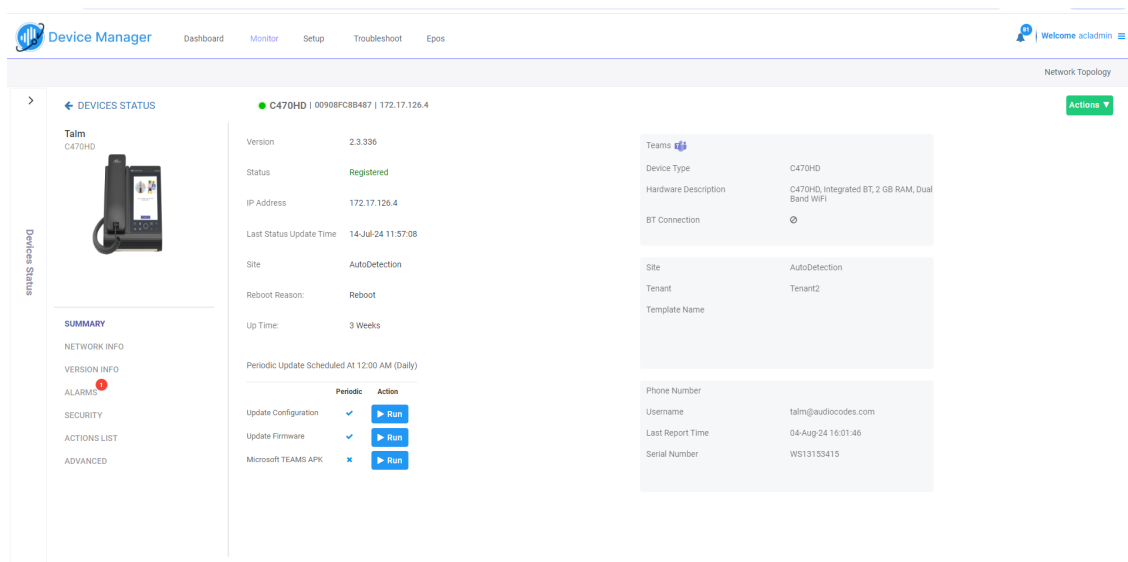 Device Manager
Dashboard Monitor Setup Troubleshoot Epos
81
Welcome acladmin
Network Topology
DEVICES STATUS
C470HD | 00908FC8B487 | 172.17.126.4
Actions
Devices Status
Talm
C470HD
SUMMARY
NETWORK INFO
VERSION INFO
ALARMS 1
SECURITY
ACTIONS LIST
ADVANCED
Version 2.3.336
Status Registered
IP Address 172.17.126.4
Last Status Update Time 14-Jul-24 11:57:08
Site AutoDetection
Reboot Reason: Reboot
Up Time: 3 Weeks
Periodic Update Scheduled At 12:00 AM (Daily)
Periodic Action
Update Configuration Run
Update Firmware Run
Microsoft TEAMS APK Run
Teams
Device Type C470HD
Hardware Description C470HD, Integrated BT, 2 GB RAM, Dual
Band WiFi
BT Connection
Site AutoDetection
Tenant Tenant2
Template Name
Phone Number
Username talm@audiocodes.com
Last Report Time 04-Aug-24 16:01:46
Serial Number WS13153415